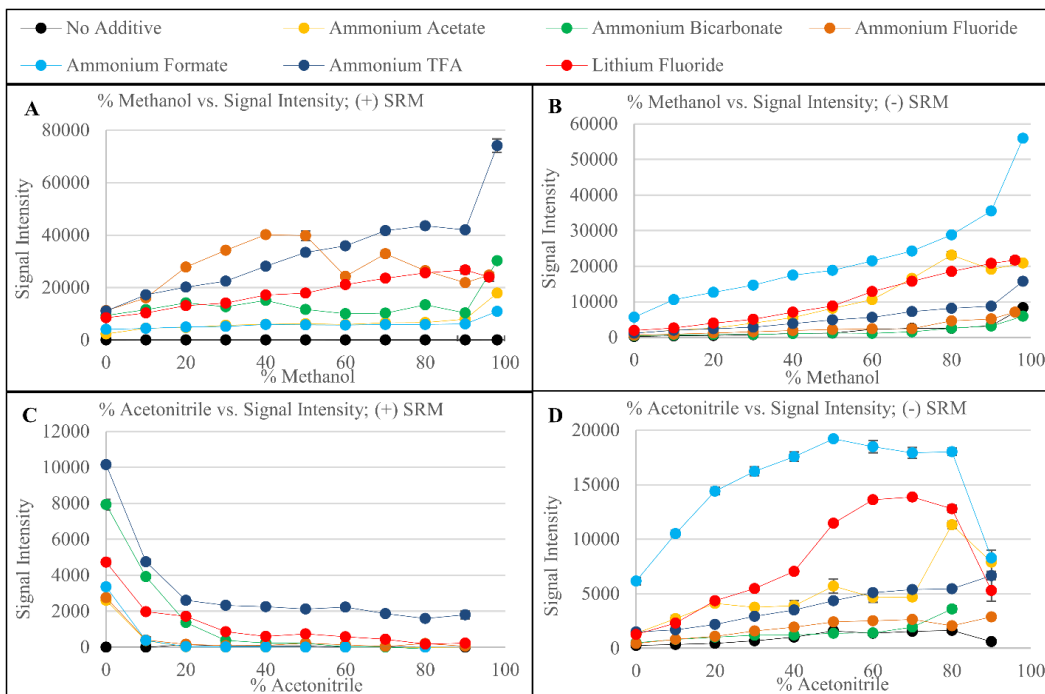 No Additive Ammonium Acetate Ammonium Bicarbonate Ammonium Fluoride
Ammonium Formate Ammonium TFA Lithium Fluoride
A
% Methanol vs. Signal Intensity; (+) SRM
80000
60000
40000
20000
0
Signal Intensity
0 20 40 60 80 100
% Methanol
B
% Methanol vs. Signal Intensity; (-) SRM
60000
50000
40000
30000
20000
10000
0
Signal Intensity
0 20 40 60 80 100
% Methanol
C
% Acetonitrile vs. Signal Intensity; (+) SRM
12000
10000
8000
6000
4000
2000
0
Signal Intensity
0 20 40 60 80 100
% Acetonitrile
D
% Acetonitrile vs. Signal Intensity; (-) SRM
20000
15000
10000
5000
0
Signal Intensity
0 20 40 60 80 100
% Acetonitrile